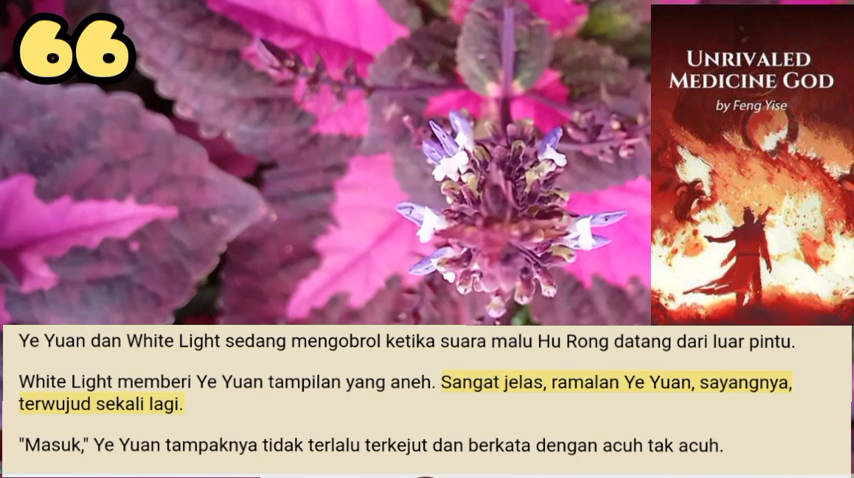 66
UNRIVALED
MEDICINE GOD
by Feng Yise
Ye Yuan dan White Light sedang mengobrol ketika suara malu Hu Rong datang dari luar pintu.
White Light memberi Ye Yuan tampilan yang aneh. Sangat jelas, ramalan Ye Yuan, sayangnya,
terwujud sekali lagi.
"Masuk," Ye Yuan tampaknya tidak terlalu terkejut dan berkata dengan acuh tak acuh.